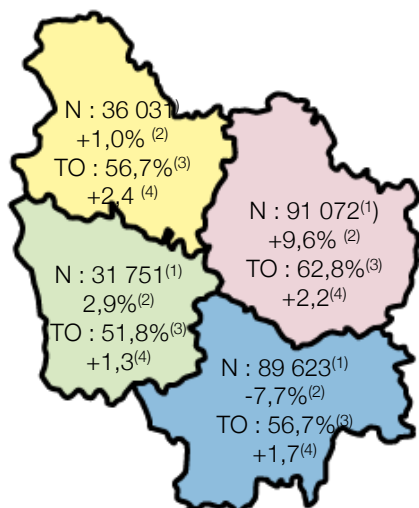 N : 36 031)
+1,0% (2)
TO : 56,7%(3)
+2,4 (4)
N : 91 072(1)
+9,6% (2)
TO : 62,8%(3)
+2,2(4)
N : 31 751(1)
2,9%(2)
TO : 51,8%(3)
+1,3(4)
N : 89 623(1)
-7,7%(2)
TO : 56,7%(3)
+1,7(4)